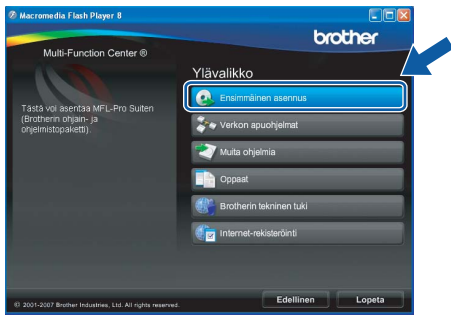 Macromedia Flash Player 8
brother
Multi-Function Center ®
Ylävalikko
Tästä voi asentaa MFL-Pro Suiten
(Brotherin ohjain- ja
ohjelmistopaketti).
Ensimmäinen asennus
Verkon apuohjelmat
Muita ohjelmia
Oppaat
Brotherin tekninen tuki
Internet-rekisteröinti
© 2001-2007 Brother Industries, Ltd. All rights reserved.
Edellinen
Lopeta